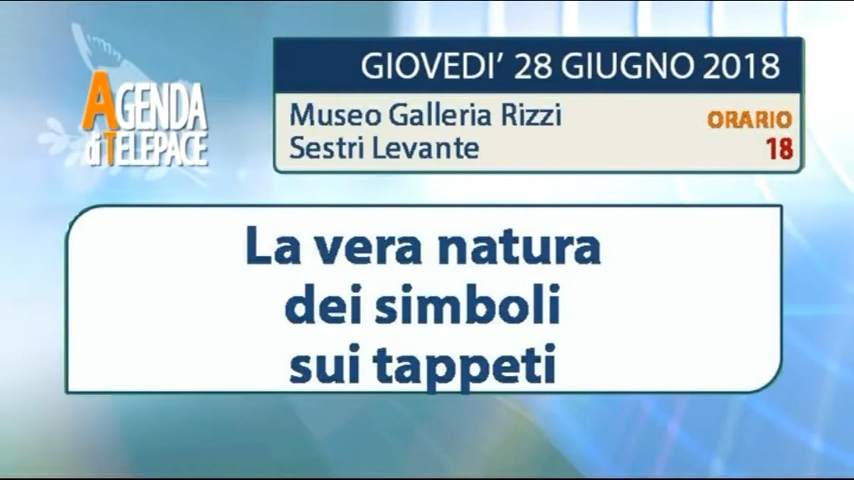 AGENDA
di TELEPACE
GIOVEDI’ 28 GIUGNO 2018
Museo Galleria Rizzi
Sestri Levante
ORARIO
18
La vera natura
dei simboli
sui tappeti